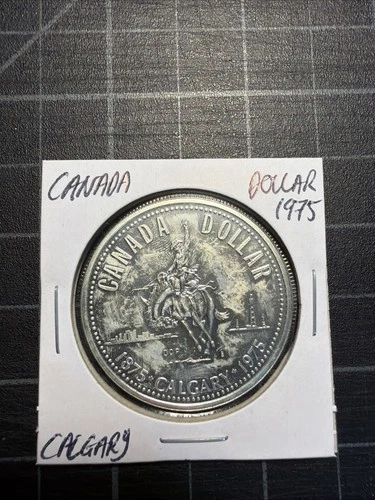 CANADA DOLLAR
1975
CANADA DOLLAR
1875 · CALGARY · 1975
CALGARY